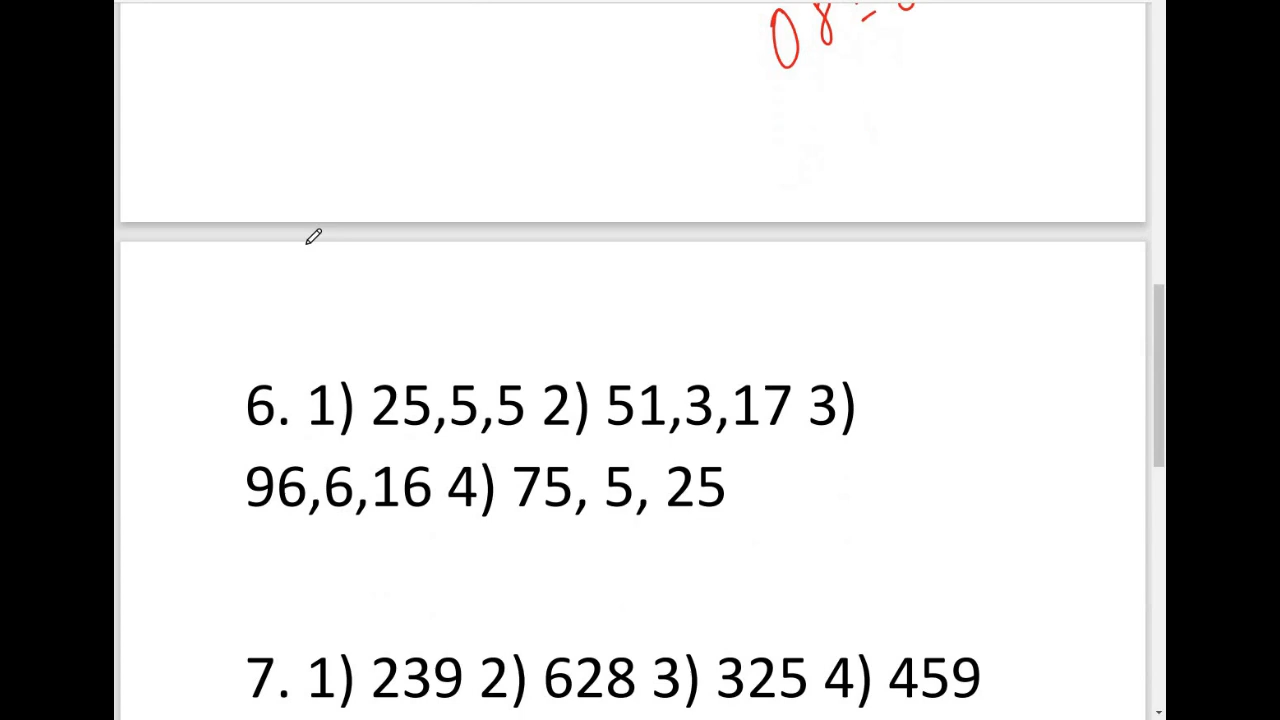 08=
6. 1) 25,5,5 2) 51,3,17 3)
96,6,16 4) 75, 5, 25
7. 1) 239 2) 628 3) 325 4) 459